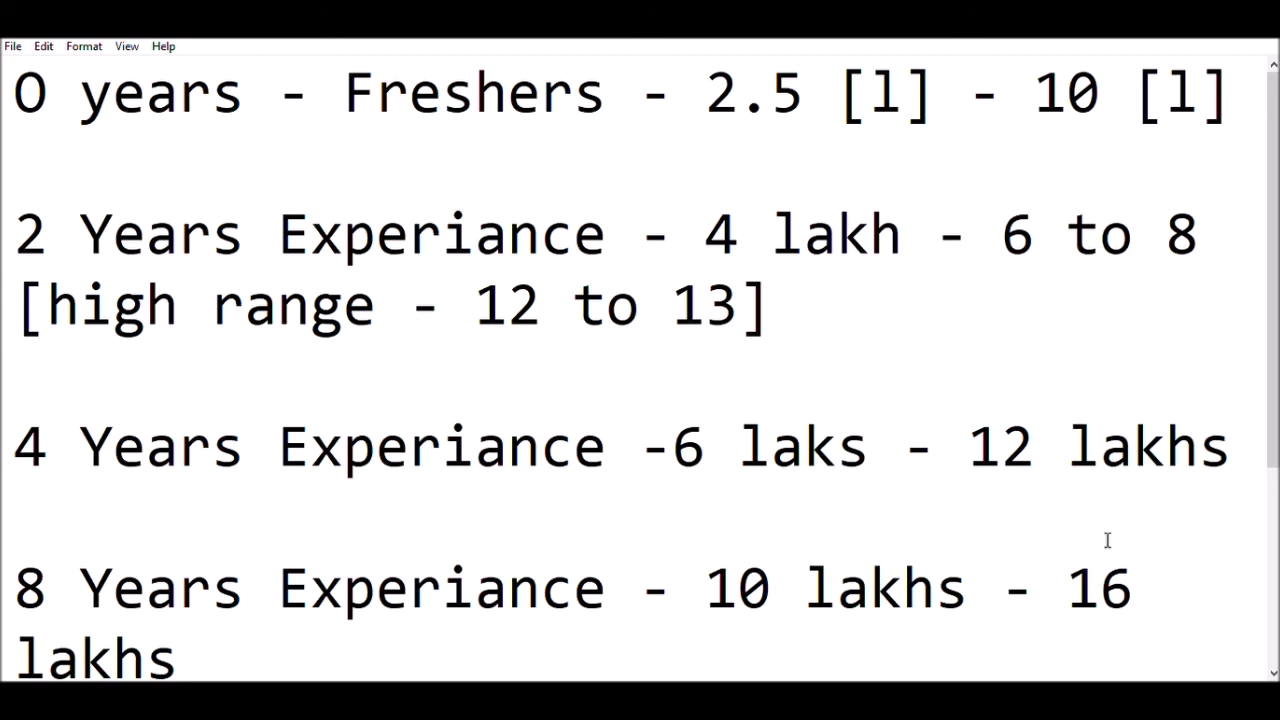 File Edit Format View Help
O years - Freshers - 2.5 [l] - 10 [l]
2 Years Experiance - 4 lakh - 6 to 8
[high range - 12 to 13]
4 Years Experiance -6 laks - 12 lakhs
8 Years Experiance - 10 lakhs - 16
lakhs